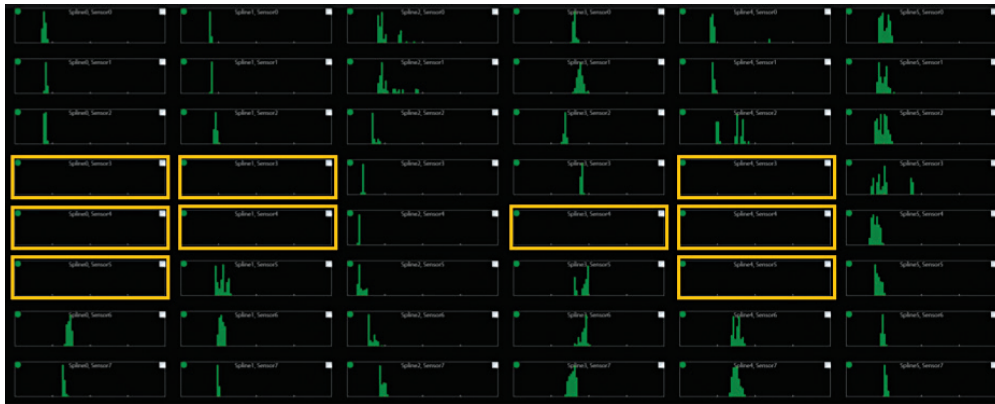 Spline0, Sensor0
Spline1, Sensor0
Spline2, Sensor0
Spline3, Sensor0
Spline4, Sensor0
Spline5, Sensor0
Spline0, Sensor1
Spline1, Sensor1
Spline2, Sensor1
Spline3, Sensor1
Spline4, Sensor1
Spline5, Sensor1
Spline0, Sensor2
Spline1, Sensor2
Spline2, Sensor2
Spline3, Sensor2
Spline4, Sensor2
Spline5, Sensor2
Spline0, Sensor3
Spline1, Sensor3
Spline2, Sensor3
Spline3, Sensor3
Spline4, Sensor3
Spline5, Sensor3
Spline0, Sensor4
Spline1, Sensor4
Spline2, Sensor4
Spline3, Sensor4
Spline4, Sensor4
Spline5, Sensor4
Spline0, Sensor5
Spline1, Sensor5
Spline2, Sensor5
Spline3, Sensor5
Spline4, Sensor5
Spline5, Sensor5
Spline0, Sensor6
Spline1, Sensor6
Spline2, Sensor6
Spline3, Sensor6
Spline4, Sensor6
Spline5, Sensor6
Spline0, Sensor7
Spline1, Sensor7
Spline2, Sensor7
Spline3, Sensor7
Spline4, Sensor7
Spline5, Sensor7